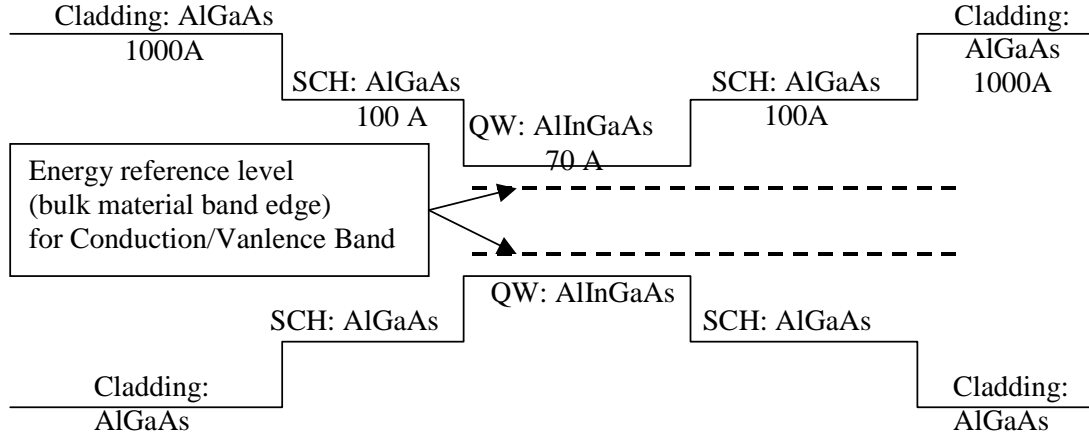 Cladding: AlGaAs
1000A
Cladding:
AlGaAs
1000A
SCH: AlGaAs
100 A
SCH: AlGaAs
100A
QW: AlInGaAs
70 A
Energy reference level
(bulk material band edge)
for Conduction/Vanlence Band
QW: AlInGaAs
SCH: AlGaAs
SCH: AlGaAs
Cladding:
AlGaAs
Cladding:
AlGaAs